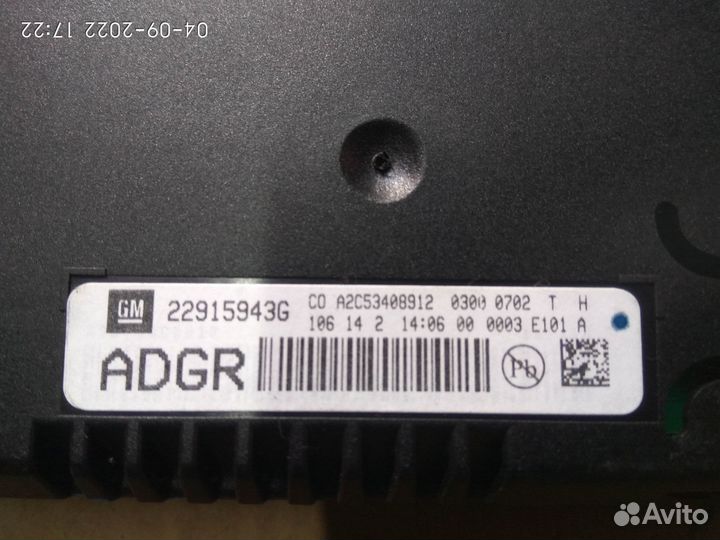 04-09-2022 17:22
GM 22915943G CO A2C53408912 0300 0702 T H
106 14 2 14:06 00 0003 E101 A
ADGR Pb
Avito